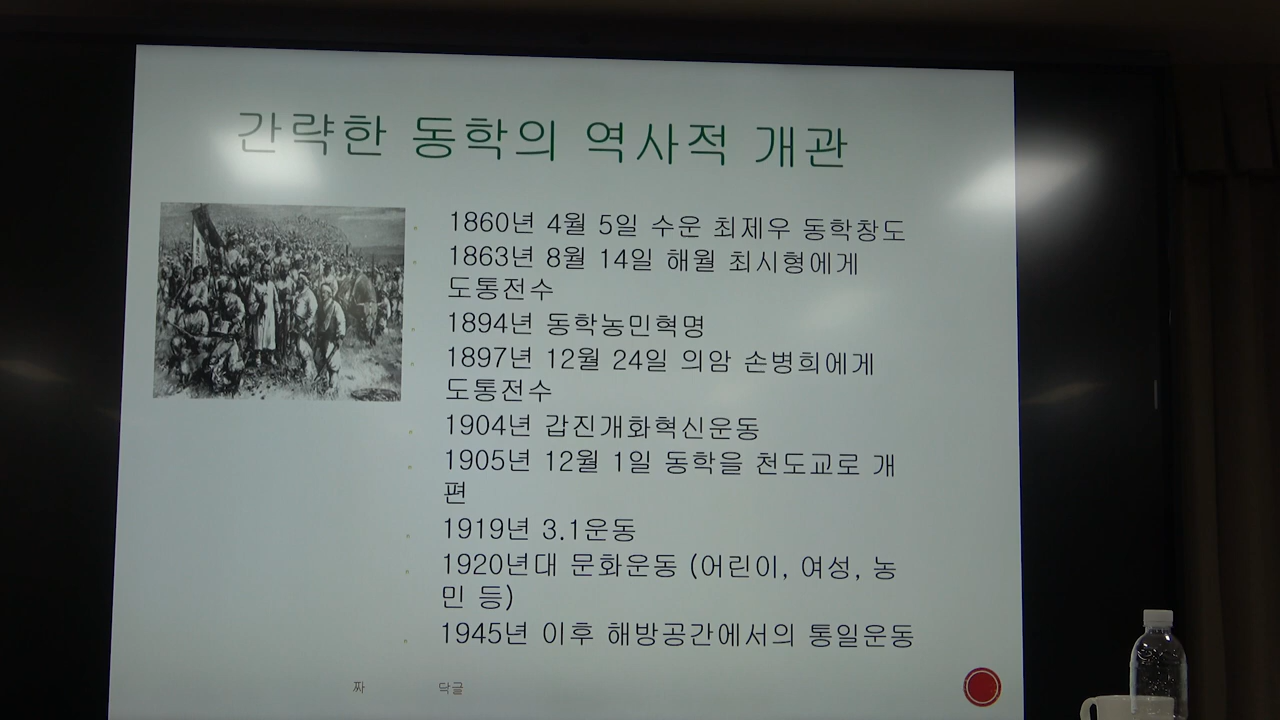 간략한 동학의 역사적 개관
1860년 4월 5일 수운 최제우 동학창도
1863년 8월 14일 해월 최시형에게
도통전수
1894년 동학농민혁명
1897년 12월 24일 의암 손병희에게
도통전수
1904년 갑진개화혁신운동
1905년 12월 1일 동학을 천도교로 개
편
1919년 3.1운동
1920년대 문화운동 (어린이, 여성, 농
민 등)
1945년 이후 해방공간에서의 통일운동
짜 닥글